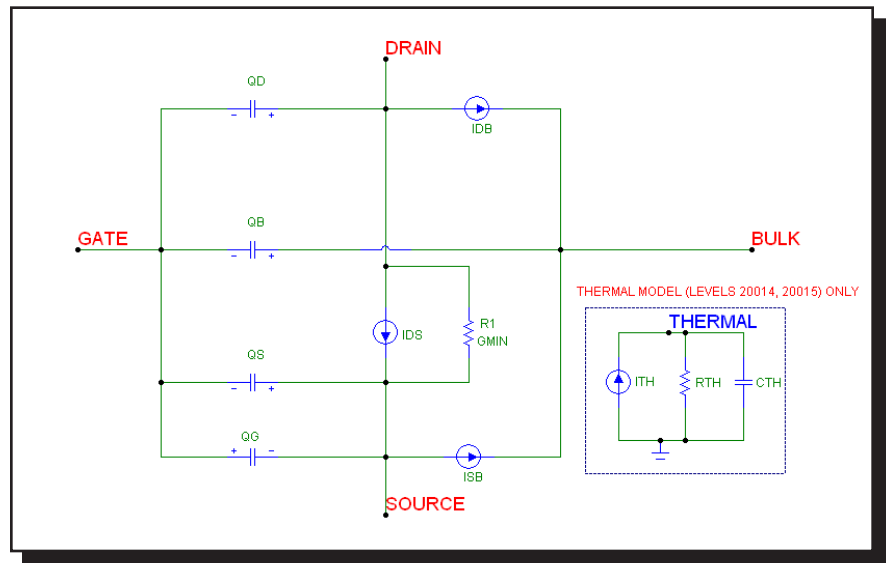 DRAIN
QD
- +
IDB
QB
GATE
- +
BULK
THERMAL MODEL (LEVELS 20014, 20015) ONLY
THERMAL
R1
IDS
GMIN
QS
- +
ITH
RTH
CTH
QG
+ -
ISB
SOURCE